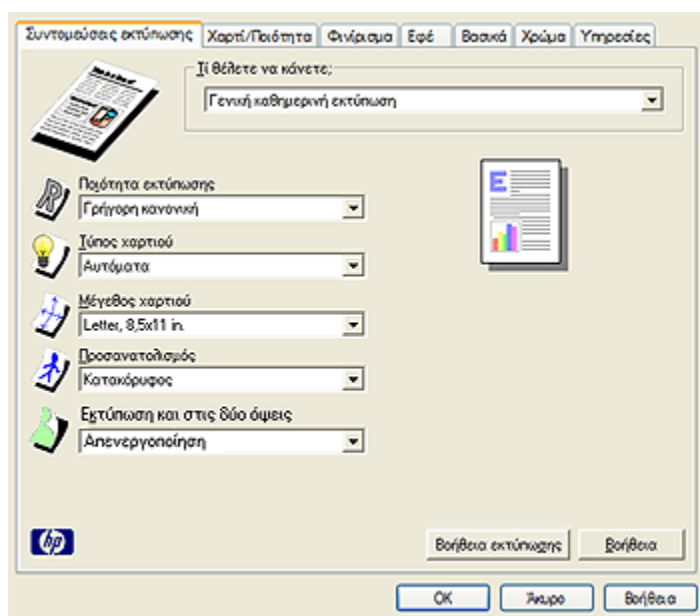 Συντομεύσεις εκτύπωσης Χαρτί/Ποιότητα Φινίρισμα Εφέ Βασικά Χρώμα Υπηρεσίες
Τί θέλετε να κάνετε;
Γενική καθημερινή εκτύπωση
Ποιότητα εκτύπωσης
Γρήγορη κανονική
Τύπος χαρτιού
Αυτόματα
Μέγεθος χαρτιού
Letter, 8,5x11 in.
Προσανατολισμός
Κατακόρυφος
Εκτύπωση και στις δύο όψεις
Απενεργοποίηση
hp
Βοήθεια εκτύπωσης Βοήθεια
OK Άκυρο Βοήθεια